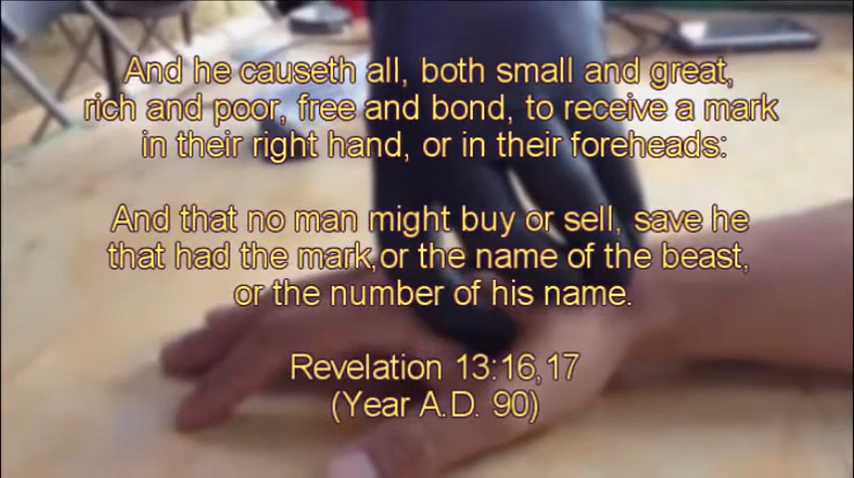 And he causeth all, both small and great,
rich and poor, free and bond, to receive a mark
in their right hand, or in their foreheads:
And that no man might buy or sell, save he
that had the mark,or the name of the beast,
or the number of his name.
Revelation 13:16,17
(Year A.D. 90)